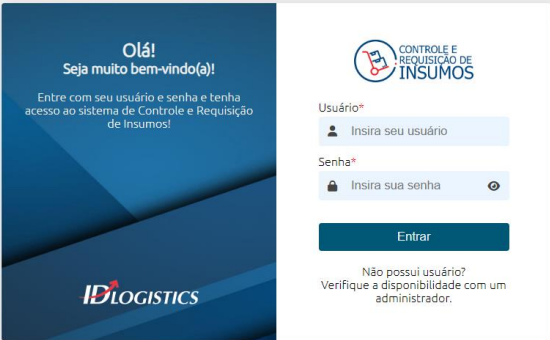 Olá!
Seja muito bem-vindo(a)!
Entre com seu usuário e senha e tenha
acesso ao sistema de Controle e Requisição
de Insumos!
IDLOGISTICS
CONTROLE E
REQUISIÇÃO DE
INSUMOS
Usuário*
Insira seu usuário
Senha*
Insira sua senha
Entrar
Não possui usuário?
Verifique a disponibilidade com um
administrador.